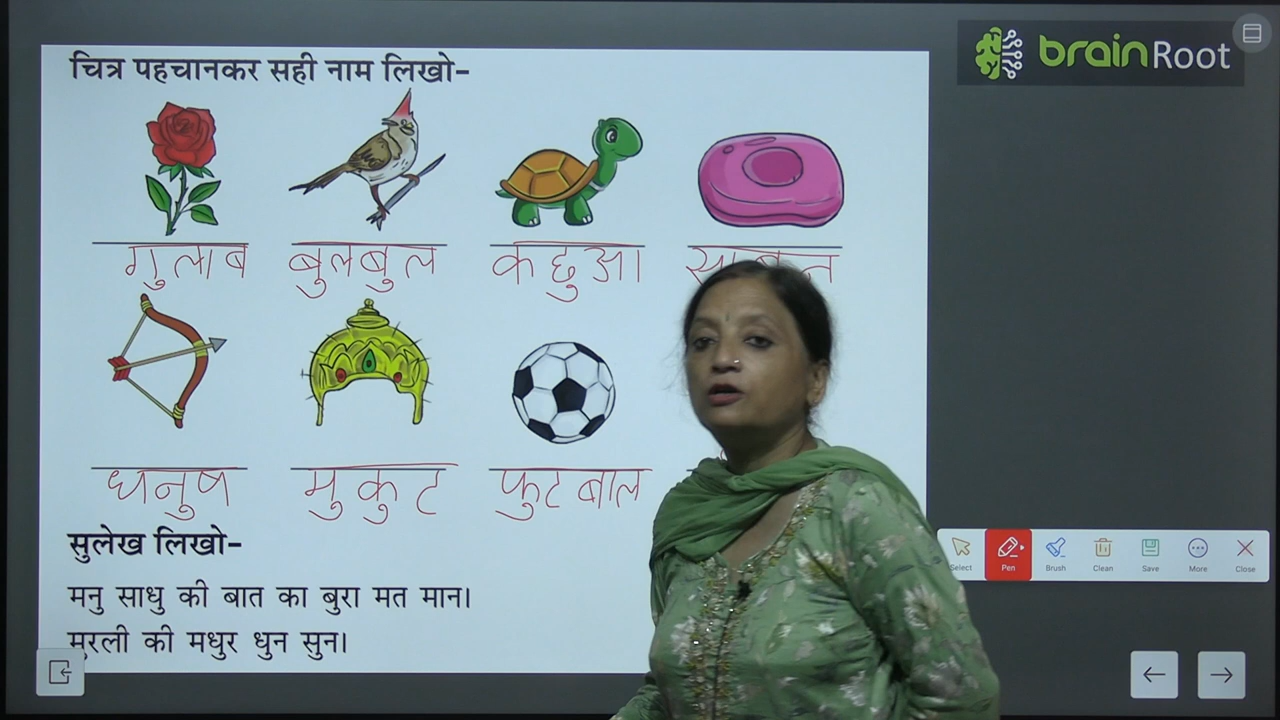 चित्र पहचानकर सही नाम लिखो-
brainRoot
गुलाब बुलबुल कछुआ
धनुष मुकुट फुटबाल
सुलेख लिखो-
मनु साधु की बात का बुरा मत मान।
मुरली की मधुर धुन सुन।
Select Pen Brush Clean Save More Close